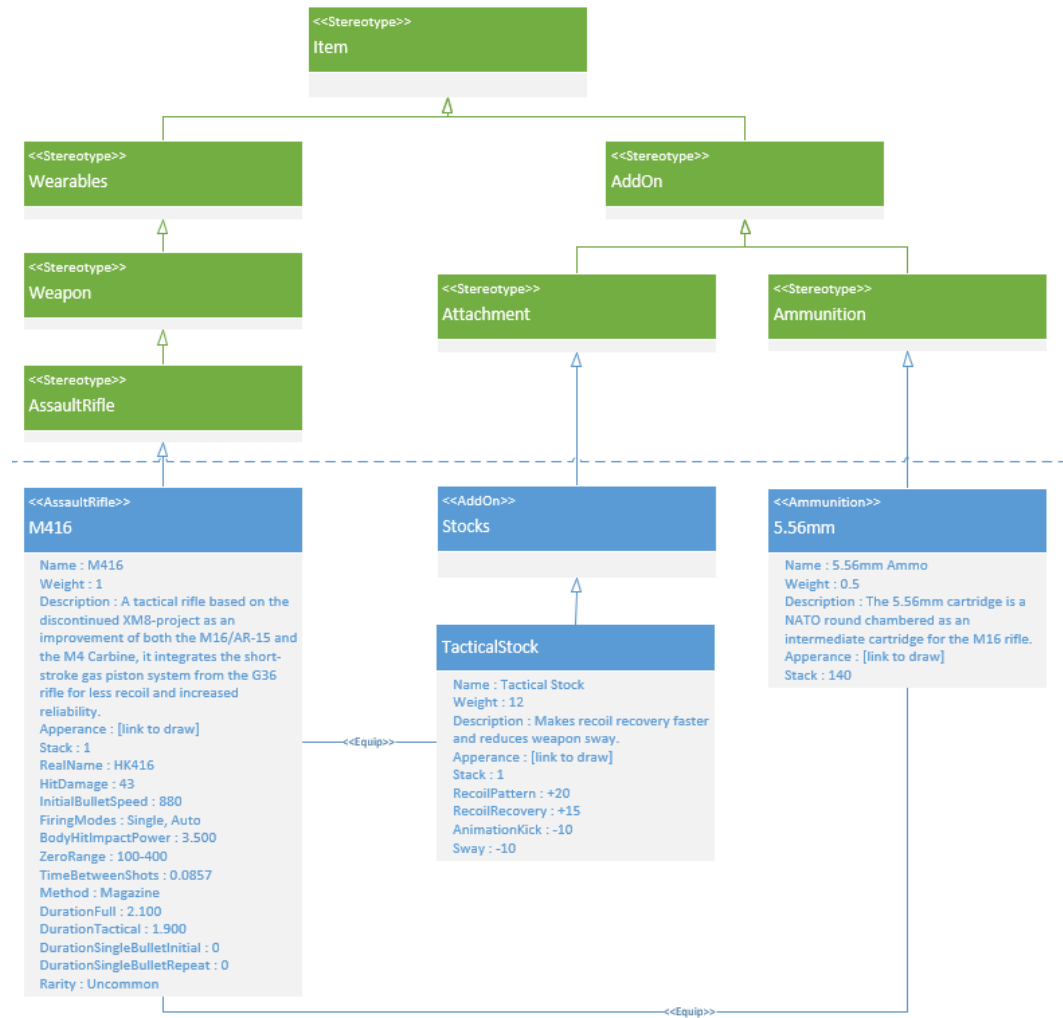 <<Stereotype>>
Item
<<Stereotype>>
Wearables
<<Stereotype>>
AddOn
<<Stereotype>>
Weapon
<<Stereotype>>
Attachment
<<Stereotype>>
Ammunition
<<Stereotype>>
AssaultRifle
<<AssaultRifle>>
M416
Name : M416
Weight : 1
Description : A tactical rifle based on the
discontinued XM8-project as an
improvement of both the M16/AR-15 and
the M4 Carbine, it integrates the short-
stroke gas piston system from the G36
rifle for less recoil and increased
reliability.
Apperance : [link to draw]
Stack : 1
RealName : HK416
HitDamage : 43
InitialBulletSpeed : 880
FiringModes : Single, Auto
BodyHitImpactPower : 3.500
ZeroRange : 100-400
TimeBetweenShots : 0.0857
Method : Magazine
DurationFull : 2.100
DurationTactical : 1.900
DurationSingleBulletInitial : 0
DurationSingleBulletRepeat : 0
Rarity : Uncommon
<<AddOn>>
Stocks
TacticalStock
Name : Tactical Stock
Weight : 12
Description : Makes recoil recovery faster
and reduces weapon sway.
Apperance : [link to draw]
Stack : 1
RecoilPattern : +20
RecoilRecovery : +15
AnimationKick : -10
Sway : -10
<<Ammunition>>
5.56mm
Name : 5.56mm Ammo
Weight : 0.5
Description : The 5.56mm cartridge is a
NATO round chambered as an
intermediate cartridge for the M16 rifle.
Apperance : [link to draw]
Stack : 140
<<Equip>>
<<Equip>>